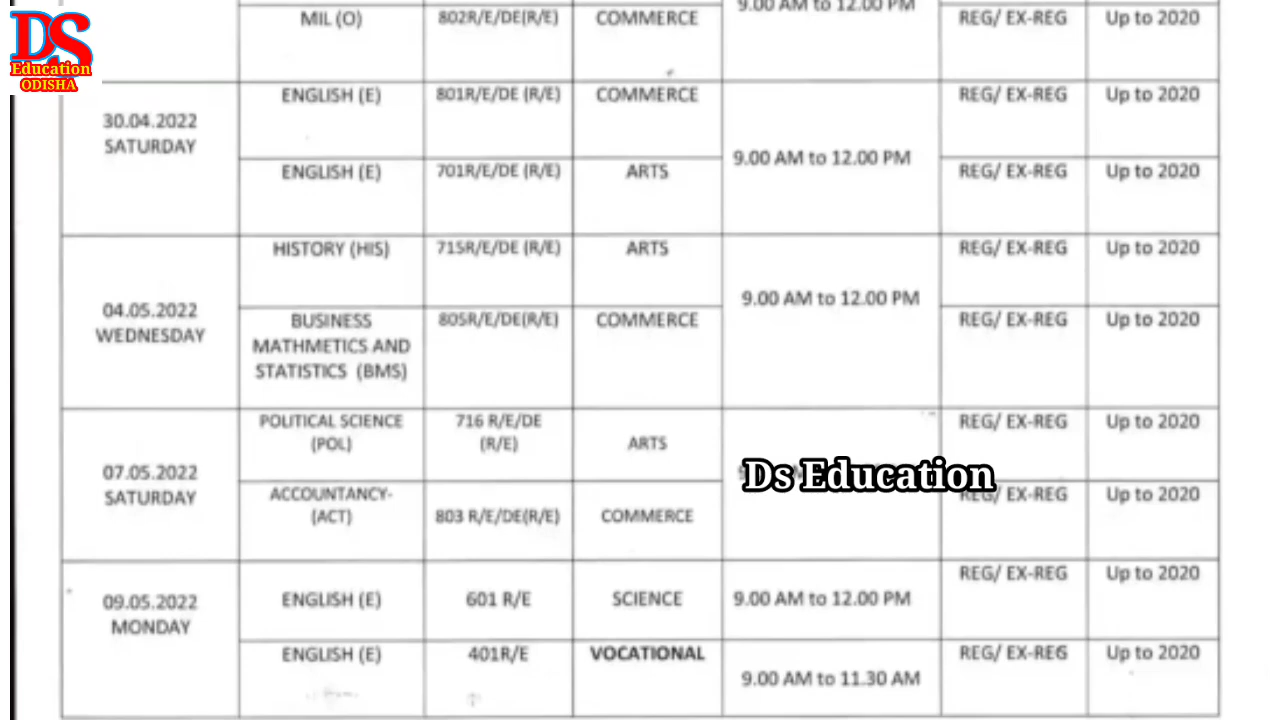 DS
Education
ODISHA
9.00 AM to 12.00 PM
MIL (O) 802R/E/DE(R/E) COMMERCE REG/ EX-REG Up to 2020
ENGLISH (E) 801R/E/DE (R/E) COMMERCE REG/ EX-REG Up to 2020
30.04.2022
SATURDAY
9.00 AM to 12.00 PM
ENGLISH (E) 701R/E/DE (R/E) ARTS REG/ EX-REG Up to 2020
HISTORY (HIS) 715R/E/DE (R/E) ARTS REG/ EX-REG Up to 2020
04.05.2022
WEDNESDAY
9.00 AM to 12.00 PM
BUSINESS
MATHMETICS AND
STATISTICS (BMS)
805R/E/DE(R/E) COMMERCE REG/ EX-REG Up to 2020
POLITICAL SCIENCE
(POL)
716 R/E/DE
(R/E)
ARTS REG/ EX-REG Up to 2020
07.05.2022
SATURDAY
Ds Education
ACCOUNTANCY-
(ACT)
803 R/E/DE(R/E) COMMERCE REG/ EX-REG Up to 2020
09.05.2022
MONDAY
ENGLISH (E) 601 R/E SCIENCE 9.00 AM to 12.00 PM REG/ EX-REG Up to 2020
ENGLISH (E) 401R/E VOCATIONAL 9.00 AM to 11.30 AM REG/ EX-REG Up to 2020